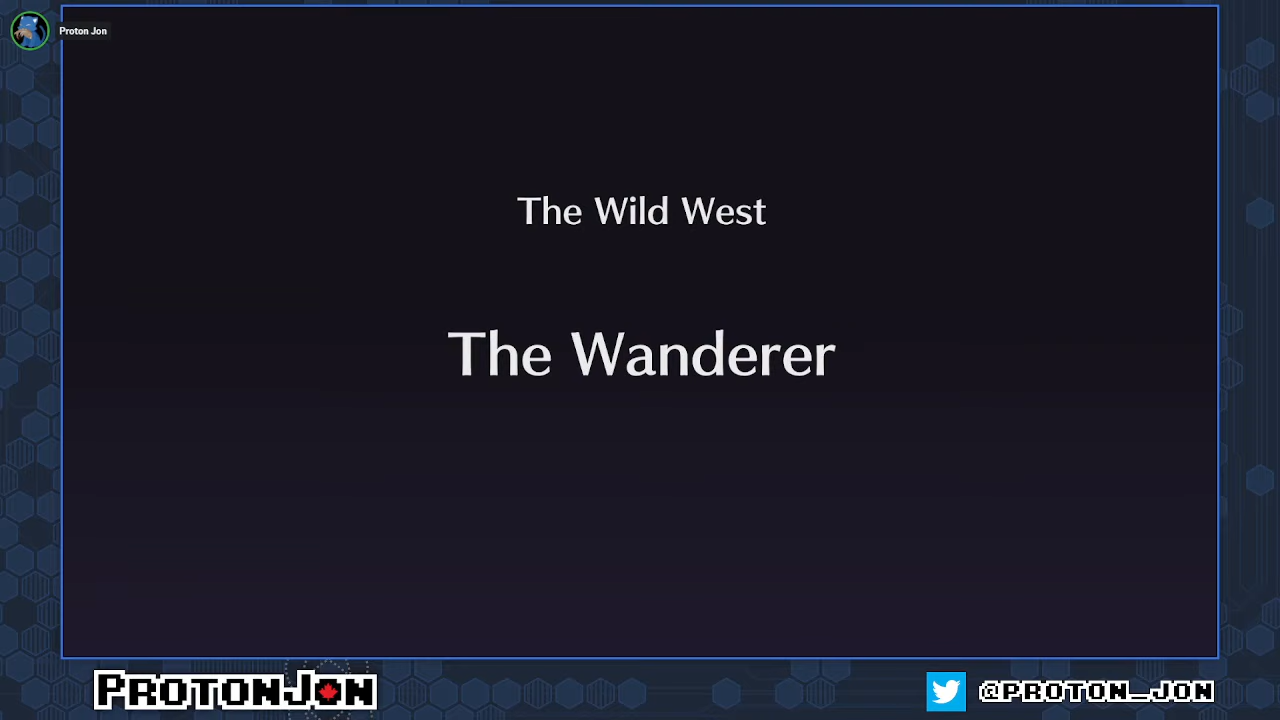 Proton Jon
The Wild West
The Wanderer
PROTONJON
@PROTON_JON